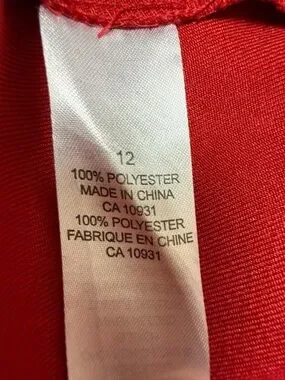 12
100% POLYESTER
MADE IN CHINA
CA 10931
100% POLYESTER
FABRIQUE EN CHINE
CA 10931